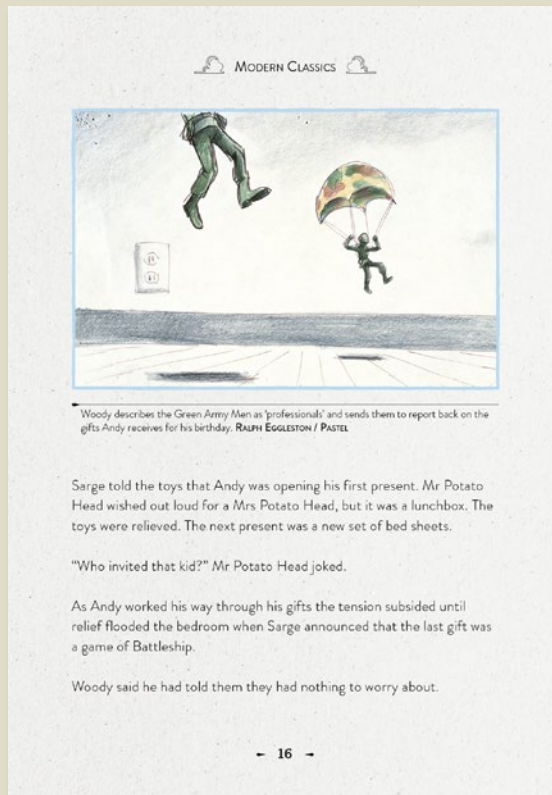 Modern Classics
Woody describes the Green Army Men as 'professionals' and sends them to report back on the
gifts Andy receives for his birthday. Ralph Eggleston / Pastel
Sarge told the toys that Andy was opening his first present. Mr Potato
Head wished out loud for a Mrs Potato Head, but it was a lunchbox. The
toys were relieved. The next present was a new set of bed sheets.
“Who invited that kid?” Mr Potato Head joked.
As Andy worked his way through his gifts the tension subsided until
relief flooded the bedroom when Sarge announced that the last gift was
a game of Battleship.
Woody said he had told them they had nothing to worry about.
16